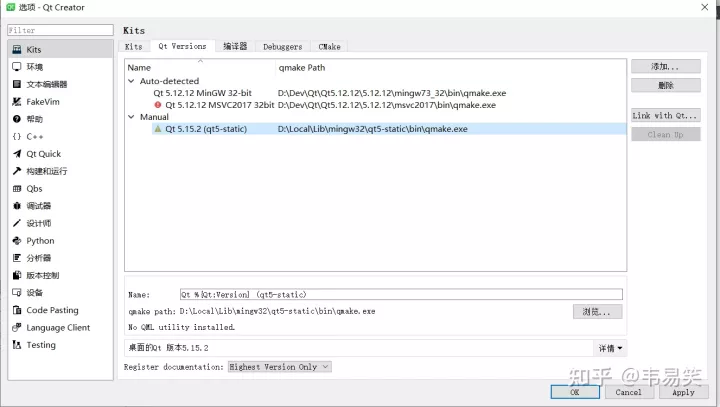 选项 - Qt Creator
Filter
Kits
环境
文本编辑器
FakeVim
帮助
{} C++
Qt Quick
构建和运行
Qbs
调试器
设计师
Python
分析器
版本控制
设备
Code Pasting
Language Client
Testing
Kits
Kits Qt Versions 编译器 Debuggers CMake
Name qmake Path
Auto-detected
Qt 5.12.12 MinGW 32-bit D:\Dev\Qt\Qt5.12.12\5.12.12\mingw73_32\bin\qmake.exe
Qt 5.12.12 MSVC2017 32bit D:\Dev\Qt\Qt5.12.12\5.12.12\msvc2017\bin\qmake.exe
Manual
Qt 5.15.2 (qt5-static) D:\Local\Lib\mingw32\qt5-static\bin\qmake.exe
添加...
删除
Link with Qt...
Clean Up
Name: Qt %{Qt:Version} (qt5-static)
qmake path: D:\Local\Lib\mingw32\qt5-static\bin\qmake.exe 浏览...
No QML utility installed.
桌面的Qt 版本5.15.2 详情
Register documentation: Highest Version Only
知乎 @韦易笑
OK Cancel Apply